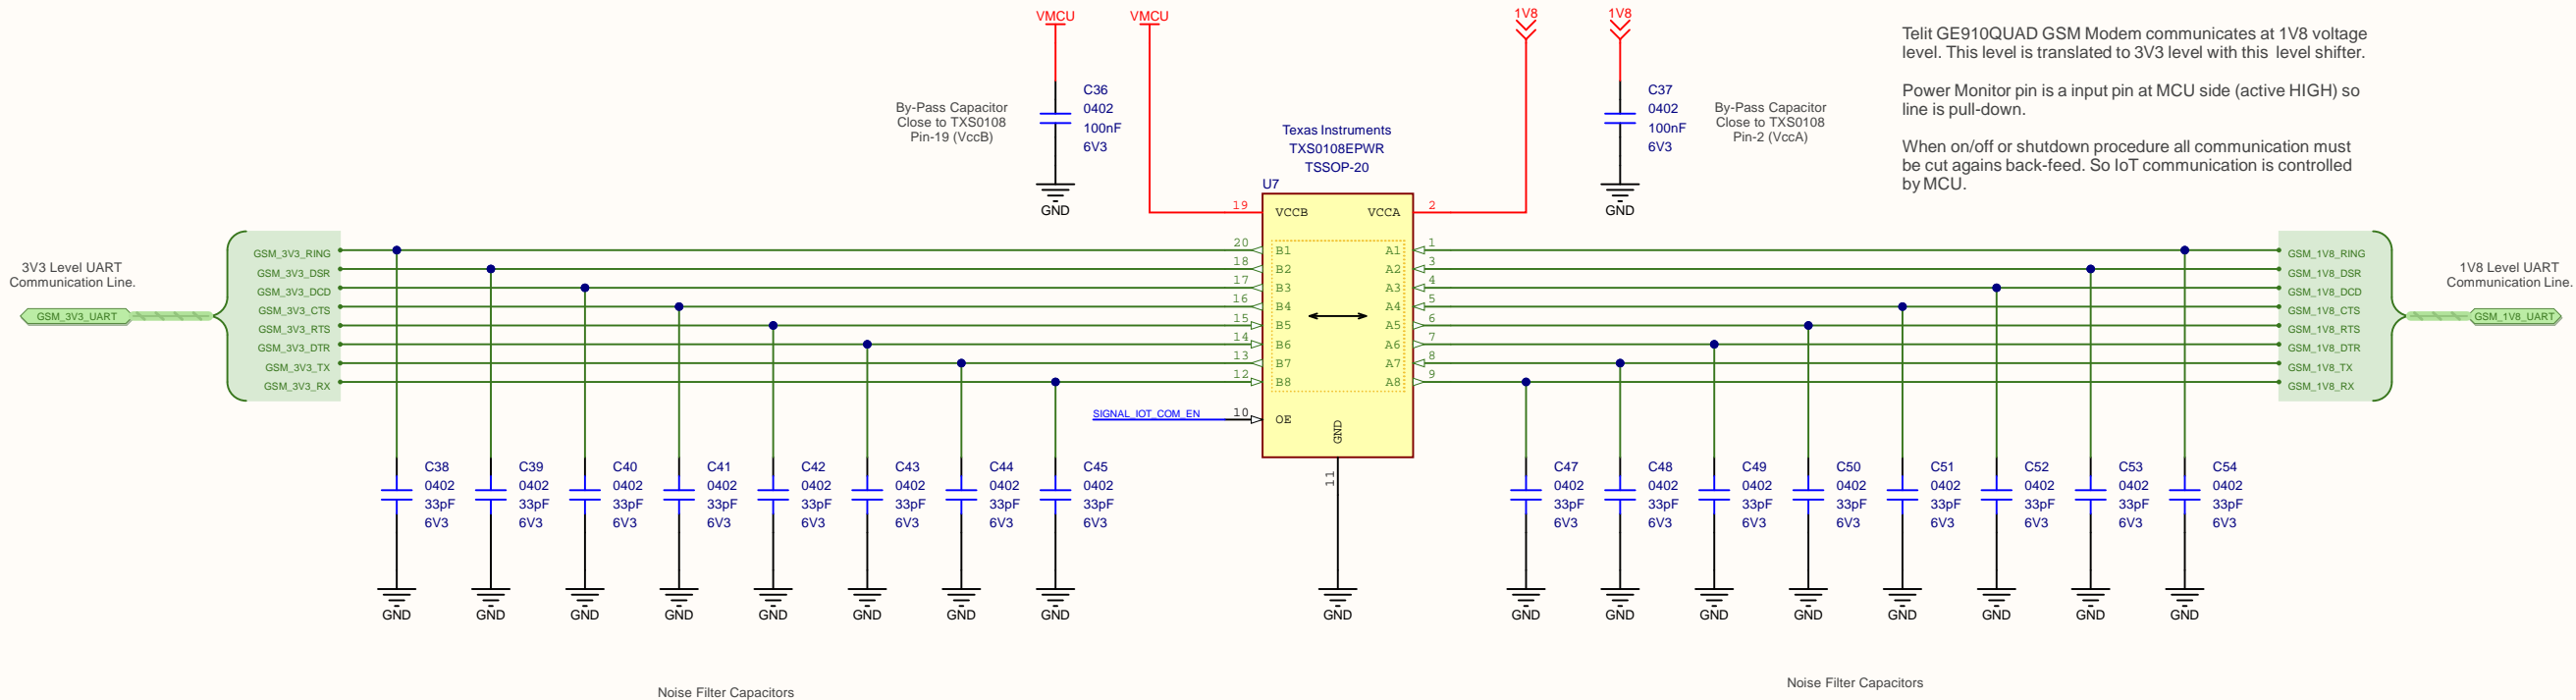 VMCU
VMCU
1V8
1V8
Telit GE910QUAD GSM Modem communicates at 1V8 voltage
level. This level is translated to 3V3 level with this level shifter.
Power Monitor pin is a input pin at MCU side (active HIGH) so
line is pull-down.
When on/off or shutdown procedure all communication must
be cut agains back-feed. So IoT communication is controlled
by MCU.
By-Pass Capacitor
Close to TXS0108
Pin-19 (VccB)
C36
0402
100nF
6V3
GND
C37
0402
100nF
6V3
GND
By-Pass Capacitor
Close to TXS0108
Pin-2 (VccA)
Texas Instruments
TXS0108EPWR
TSSOP-20
U7
19
VCCB
VCCA
2
20
B1
A1
1
18
B2
A2
3
17
B3
A3
4
16
B4
A4
5
15
B5
A5
6
14
B6
A6
7
13
B7
A7
8
12
B8
A8
9
SIGNAL_IOT_COM_EN
10
OE
GND
11
GND
3V3 Level UART
Communication Line.
GSM_3V3_UART
GSM_3V3_RING
GSM_3V3_DSR
GSM_3V3_DCD
GSM_3V3_CTS
GSM_3V3_RTS
GSM_3V3_DTR
GSM_3V3_TX
GSM_3V3_RX
GSM_1V8_RING
GSM_1V8_DSR
GSM_1V8_DCD
GSM_1V8_CTS
GSM_1V8_RTS
GSM_1V8_DTR
GSM_1V8_TX
GSM_1V8_RX
1V8 Level UART
Communication Line.
GSM_1V8_UART
C38
0402
33pF
6V3
GND
C39
0402
33pF
6V3
GND
C40
0402
33pF
6V3
GND
C41
0402
33pF
6V3
GND
C42
0402
33pF
6V3
GND
C43
0402
33pF
6V3
GND
C44
0402
33pF
6V3
GND
C45
0402
33pF
6V3
GND
C47
0402
33pF
6V3
GND
C48
0402
33pF
6V3
GND
C49
0402
33pF
6V3
GND
C50
0402
33pF
6V3
GND
C51
0402
33pF
6V3
GND
C52
0402
33pF
6V3
GND
C53
0402
33pF
6V3
GND
C54
0402
33pF
6V3
GND
Noise Filter Capacitors
Noise Filter Capacitors